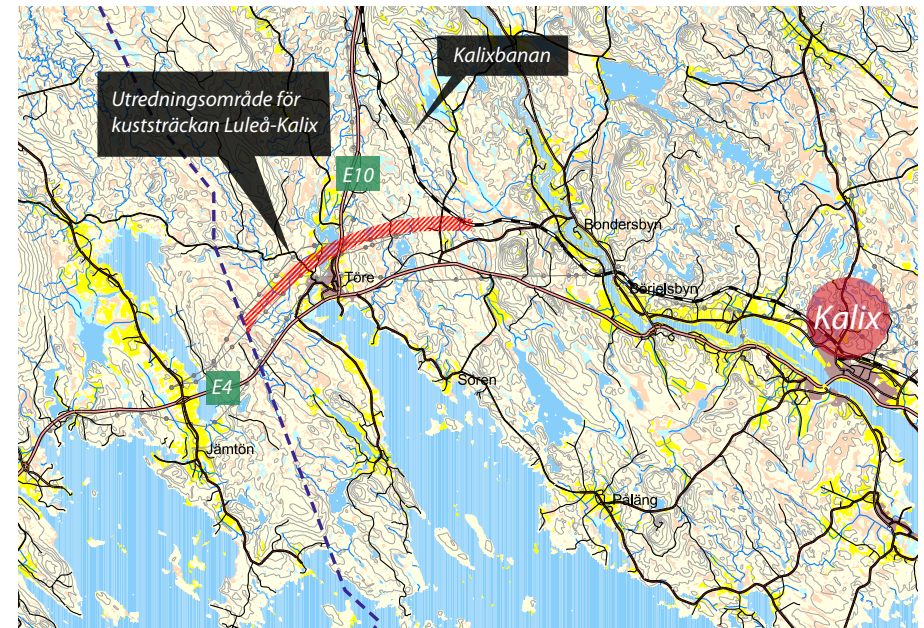 Kalixbanan
Utredningsområde för
kuststräckan Luleå-Kalix
E10
Bondersbyn
Töre
Börjelsbyn
Kalix
E4
Sören
Jämtön
Påläng